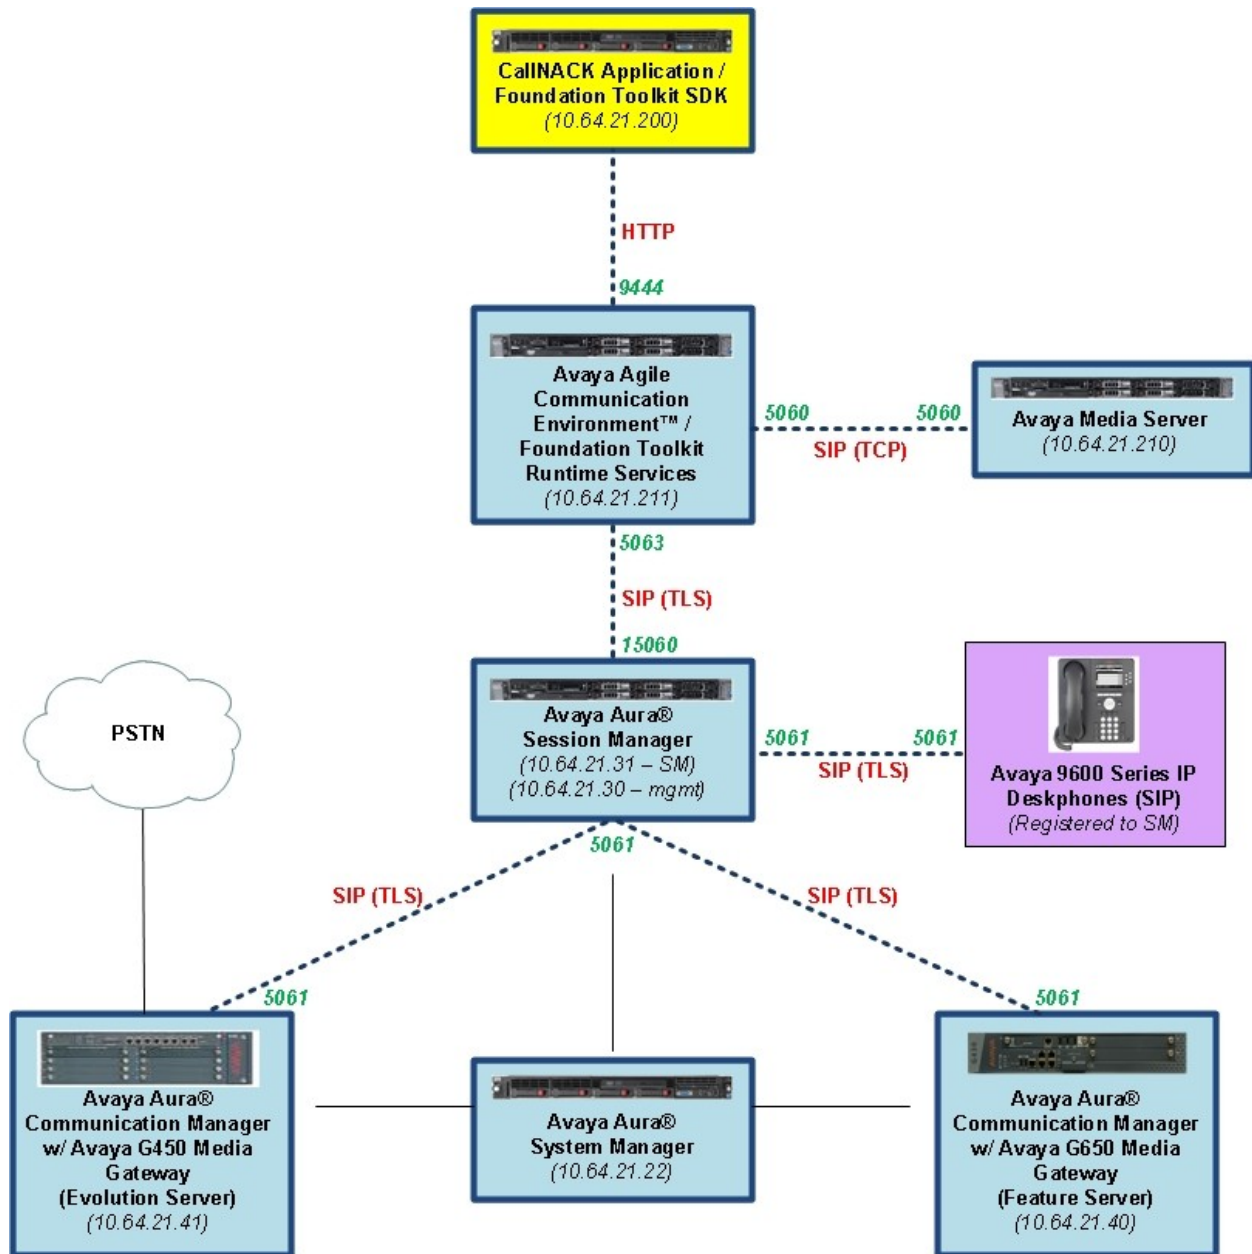 CallNACK Application /
Foundation Toolkit SDK
(10.64.21.200)
HTTP
9444
Avaya Agile
Communication
Environment™ /
Foundation Toolkit
Runtime Services
(10.64.21.211)
5060
5060
SIP (TCP)
Avaya Media Server
(10.64.21.210)
5063
SIP (TLS)
15060
PSTN
Avaya Aura®
Session Manager
(10.64.21.31 – SM)
(10.64.21.30 – mgmt)
5061
5061
SIP (TLS)
Avaya 9600 Series IP
Deskphones (SIP)
(Registered to SM)
5061
SIP (TLS)
SIP (TLS)
5061
5061
Avaya Aura®
Communication Manager
w/ Avaya G450 Media
Gateway
(Evolution Server)
(10.64.21.41)
Avaya Aura®
System Manager
(10.64.21.22)
Avaya Aura®
Communication Manager
w/ Avaya G650 Media
Gateway
(Feature Server)
(10.64.21.40)